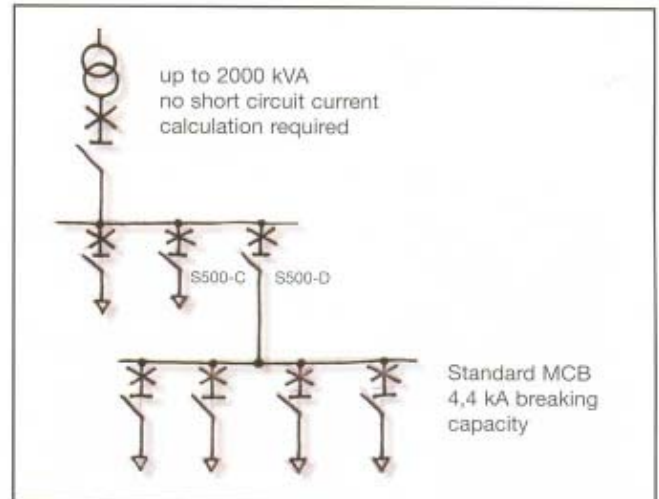 up to 2000 kVA
no short circuit current
calculation required
S500-C S500-D
Standard MCB
4,4 kA breaking
capacity